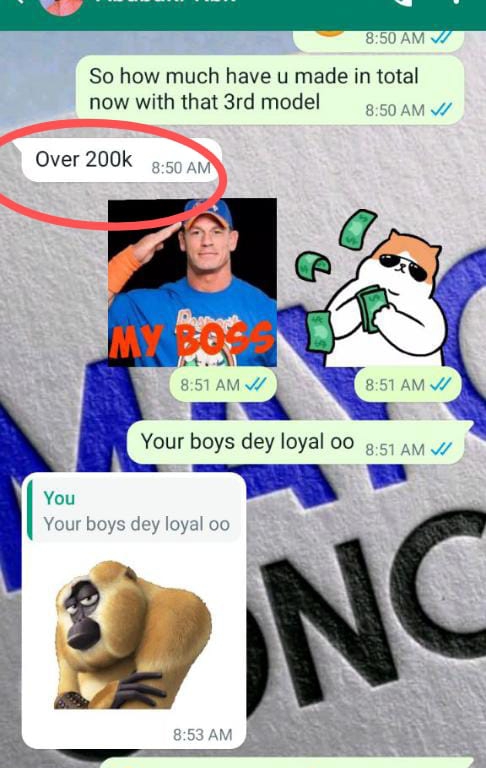 8:50 AM
So how much have u made in total
now with that 3rd model
8:50 AM
Over 200k
8:50 AM
MY BOSS
8:51 AM
8:51 AM
Your boys dey loyal oo
8:51 AM
You
Your boys dey loyal oo
8:53 AM